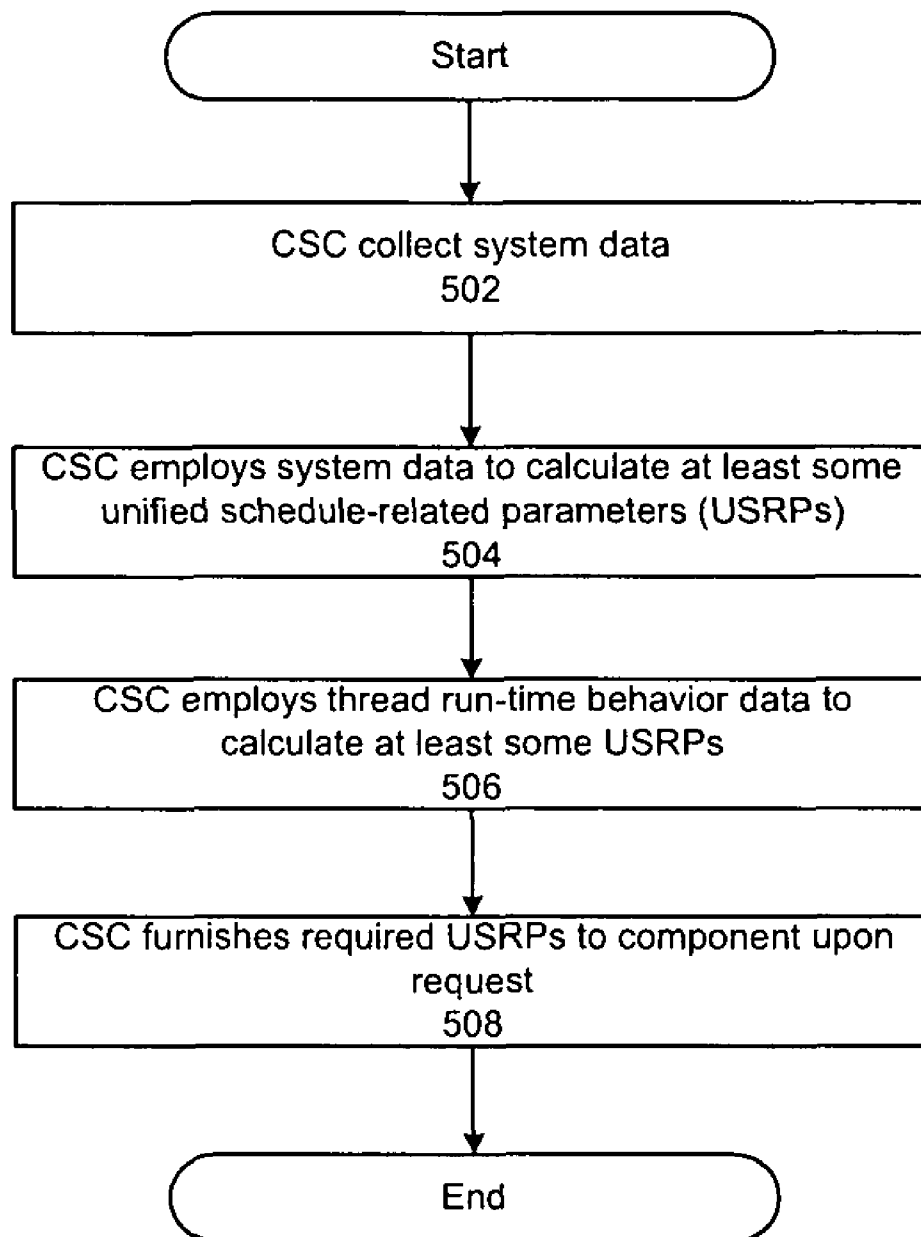 Start
CSC collect system data
502
CSC employs system data to calculate at least some
unified schedule-related parameters (USRPs)
504
CSC employs thread run-time behavior data to
calculate at least some USRPs
506
CSC furnishes required USRPs to component upon
request
508
End